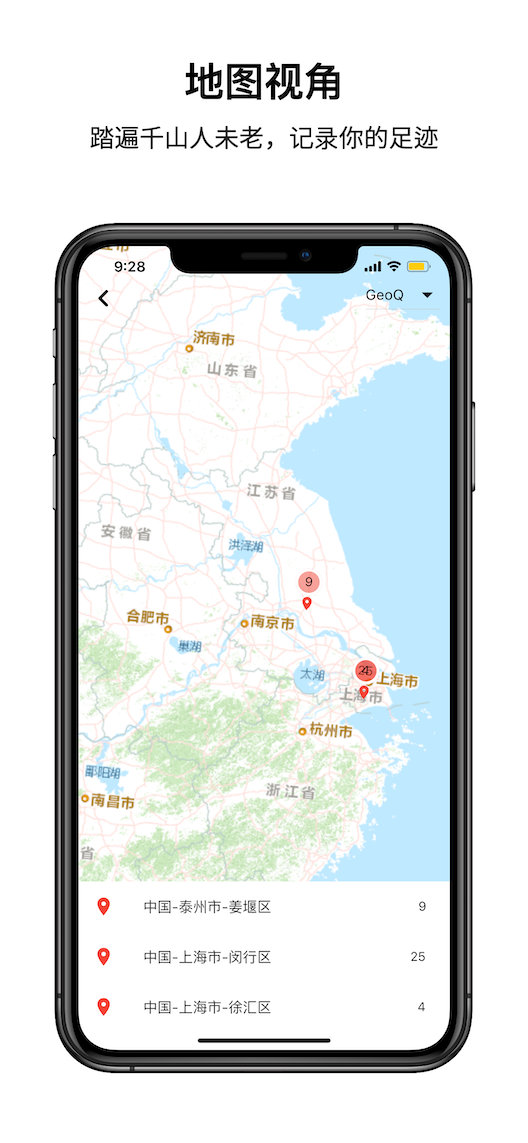 地图视角
踏遍千山人未老，记录你的足迹
9:28
GeoQ
济南市
山东省
江苏省
安徽省
洪泽湖
9
合肥市
南京市
巢湖
太湖
上海市
上海市
杭州市
鄱阳湖
浙江省
南昌市
省
中国-泰州市-姜堰区 9
中国-上海市-闵行区 25
中国-上海市-徐汇区 4